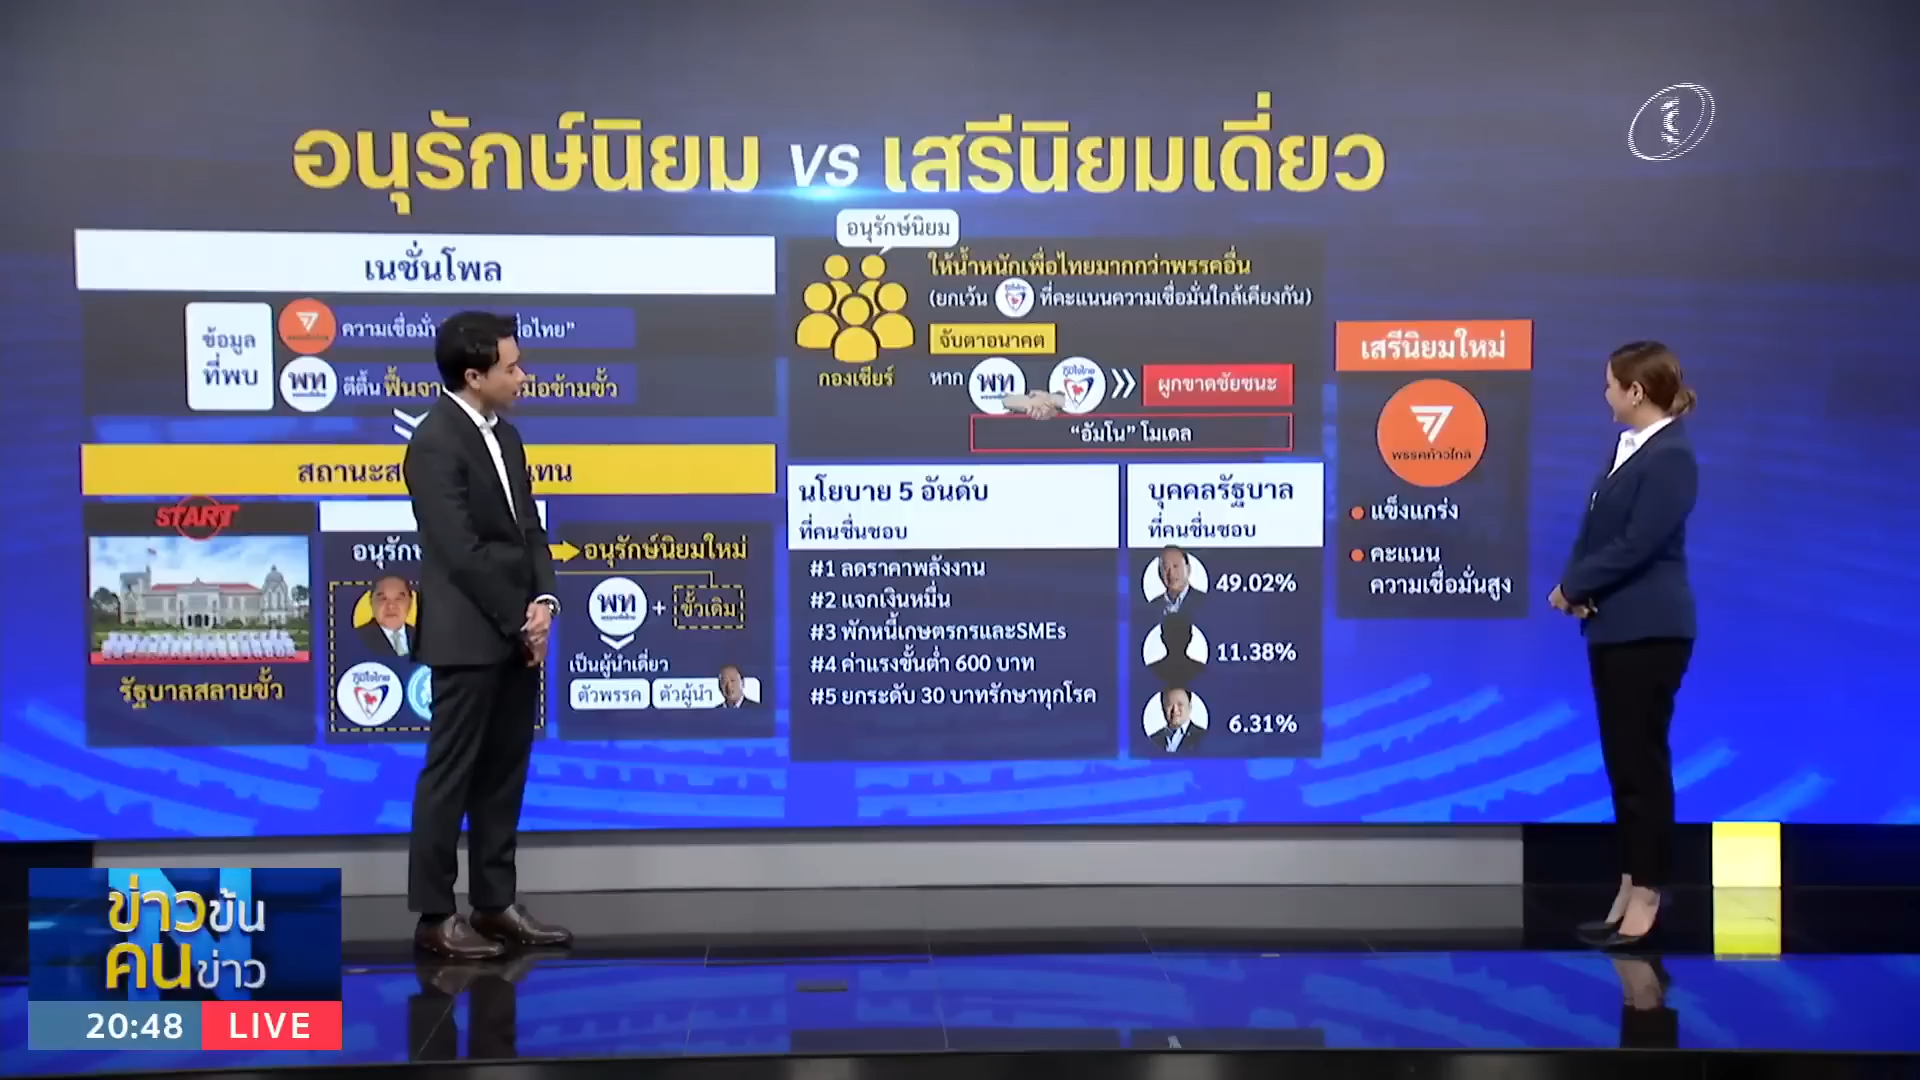 อนุรักษ์นิยม vs เสรีนิยมเดี่ยว
เนชั่นโพล
ข้อมูล
ที่พบ
ความเชื่อมั่
ื่อไทย”
พท
ตีตื้น ฟื้นจา
มือข้ามขั้ว
สถานะส
แทน
START
รัฐบาลสลายขั้ว
อนุรัก
ภูมิใจไทย
อนุรักษ์นิยมใหม่
พท + ขั้วเดิม
เป็นผู้นำเดี่ยว
ตัวพรรค ตัวผู้นำ
อนุรักษ์นิยม
กองเชียร์
ให้น้ำหนักเพื่อไทยมากกว่าพรรคอื่น
(ยกเว้น ที่คะแนนความเชื่อมั่นใกล้เคียงกัน)
จับตาอนาคต
หาก พท ภูมิใจไทย ผูกขาดชัยชนะ
“อัมโน” โมเดล
นโยบาย 5 อันดับ
ที่คนชื่นชอบ
#1 ลดราคาพลังงาน
#2 แจกเงินหมื่น
#3 พักหนี้เกษตรกรและSMEs
#4 ค่าแรงขั้นต่ำ 600 บาท
#5 ยกระดับ 30 บาทรักษาทุกโรค
บุคคลรัฐบาล
ที่คนชื่นชอบ
49.02%
11.38%
6.31%
เสรีนิยมใหม่
พรรคก้าวไกล
แข็งแกร่ง
คะแนน
ความเชื่อมั่นสูง
ข่าวข้น
คนข่าว
20:48 LIVE